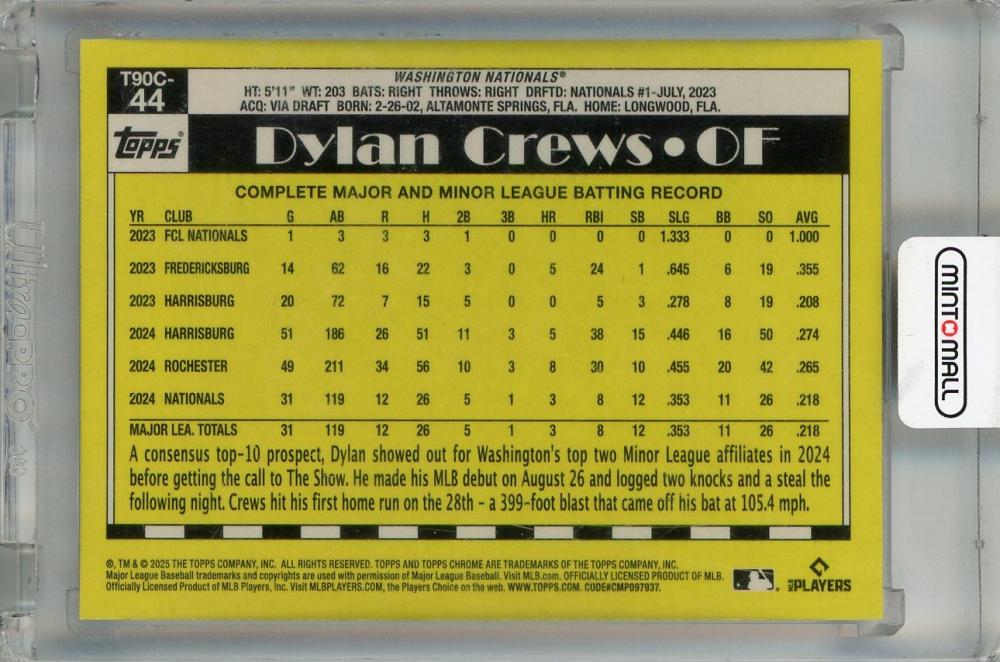 T90C-
44
WASHINGTON NATIONALS®
HT: 5'11" WT: 203 BATS: RIGHT THROWS: RIGHT DRFTD: NATIONALS #1-JULY, 2023
ACQ: VIA DRAFT BORN: 2-26-02, ALTAMONTE SPRINGS, FLA. HOME: LONGWOOD, FLA.
Topps®
Dylan Crews • OF
COMPLETE MAJOR AND MINOR LEAGUE BATTING RECORD
YR CLUB G AB R H 2B 3B HR RBI SB SLG BB SO AVG
2023 FCL NATIONALS 1 3 3 3 1 0 0 0 0 1.333 0 0 1.000
2023 FREDERICKSBURG 14 62 16 22 3 0 5 24 1 .645 6 19 .355
2023 HARRISBURG 20 72 7 15 5 0 0 5 3 .278 8 19 .208
2024 HARRISBURG 51 186 26 51 11 3 5 38 15 .446 16 50 .274
2024 ROCHESTER 49 211 34 56 10 3 8 30 10 .455 20 42 .265
2024 NATIONALS 31 119 12 26 5 1 3 8 12 .353 11 26 .218
MAJOR LEA. TOTALS 31 119 12 26 5 1 3 8 12 .353 11 26 .218
A consensus top-10 prospect, Dylan showed out for Washington's top two Minor League affiliates in 2024
before getting the call to The Show. He made his MLB debut on August 26 and logged two knocks and a steal the
following night. Crews hit his first home run on the 28th – a 399-foot blast that came off his bat at 105.4 mph.
®, TM & © 2025 THE TOPPS COMPANY, INC. ALL RIGHTS RESERVED. TOPPS AND TOPPS CHROME ARE TRADEMARKS OF THE TOPPS COMPANY, INC.
Major League Baseball trademarks and copyrights are used with permission of Major League Baseball. Visit MLB.com. OFFICIALLY LICENSED PRODUCT OF MLB.
Officially Licensed Product of MLB Players, Inc. Visit MLBPLAYERS.COM, the Players Choice on the web. WWW.TOPPS.COM. CODE#CMP097937.
MLB PLAYERS
MINTOMALL
UltraPRO